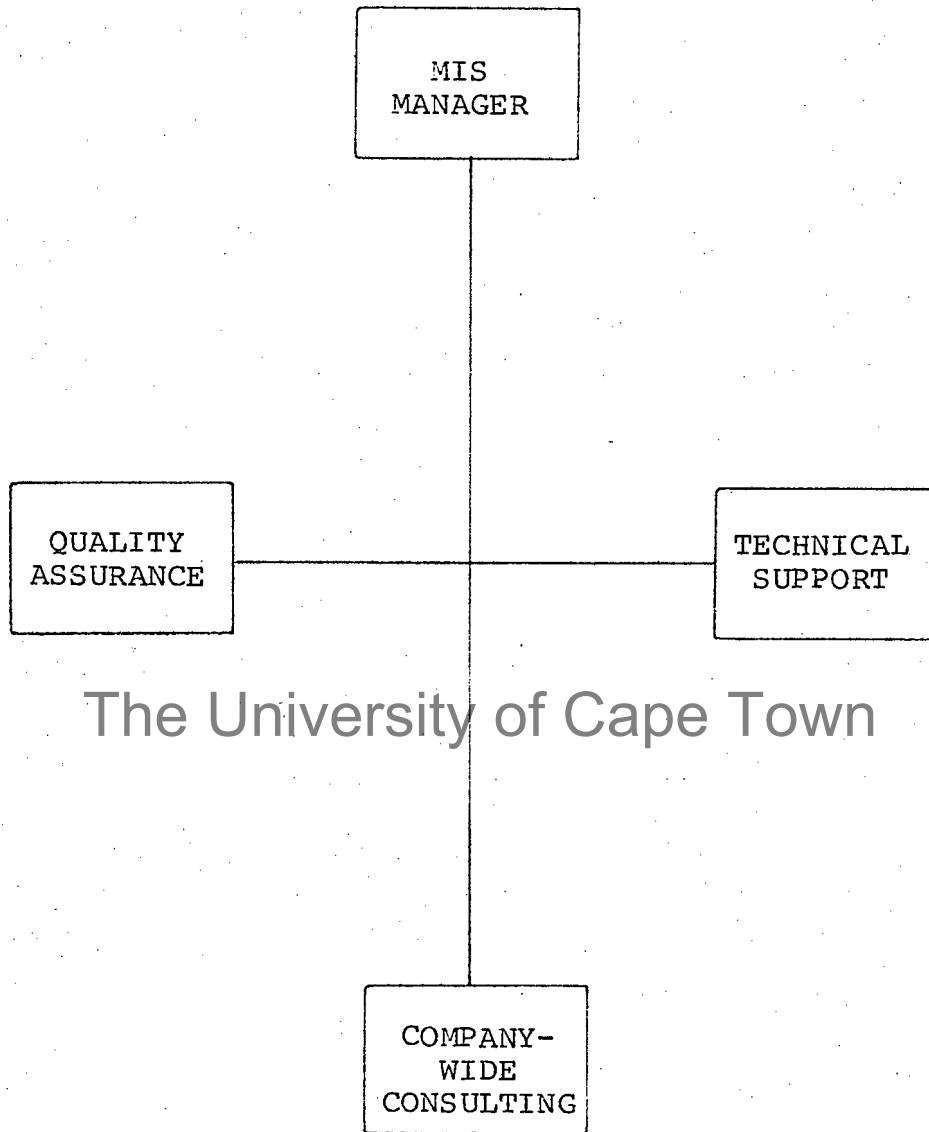 MIS
MANAGER
QUALITY
ASSURANCE
TECHNICAL
SUPPORT
The University of Cape Town
COMPANY-
WIDE
CONSULTING